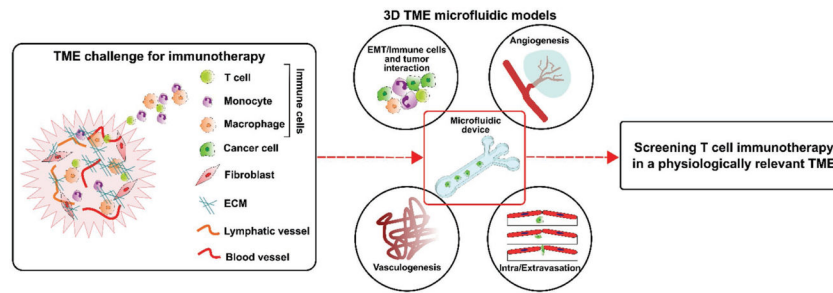 TME challenge for immunotherapy
T cell
Monocyte
Macrophage
Immune cells
Cancer cell
Fibroblast
ECM
Lymphatic vessel
Blood vessel
3D TME microfluidic models
EMT/Immune cells
and tumor
interaction
Angiogenesis
Microfluidic
device
Vasculogenesis
Intra/Extravasation
Screening T cell immunotherapy
in a physiologically relevant TME